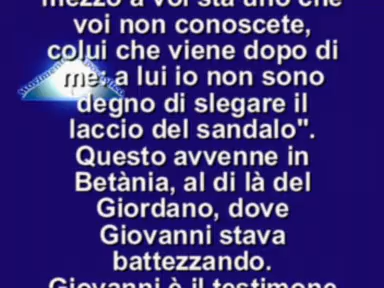 mezzo a voi sta uno che
voi non conoscete,
colui che viene dopo di
me: a lui io non sono
degno di slegare il
laccio del sandalo".
Questo avvenne in
Betània, al di là del
Giordano, dove
Giovanni stava
battezzando.
Giovanni è il testimone